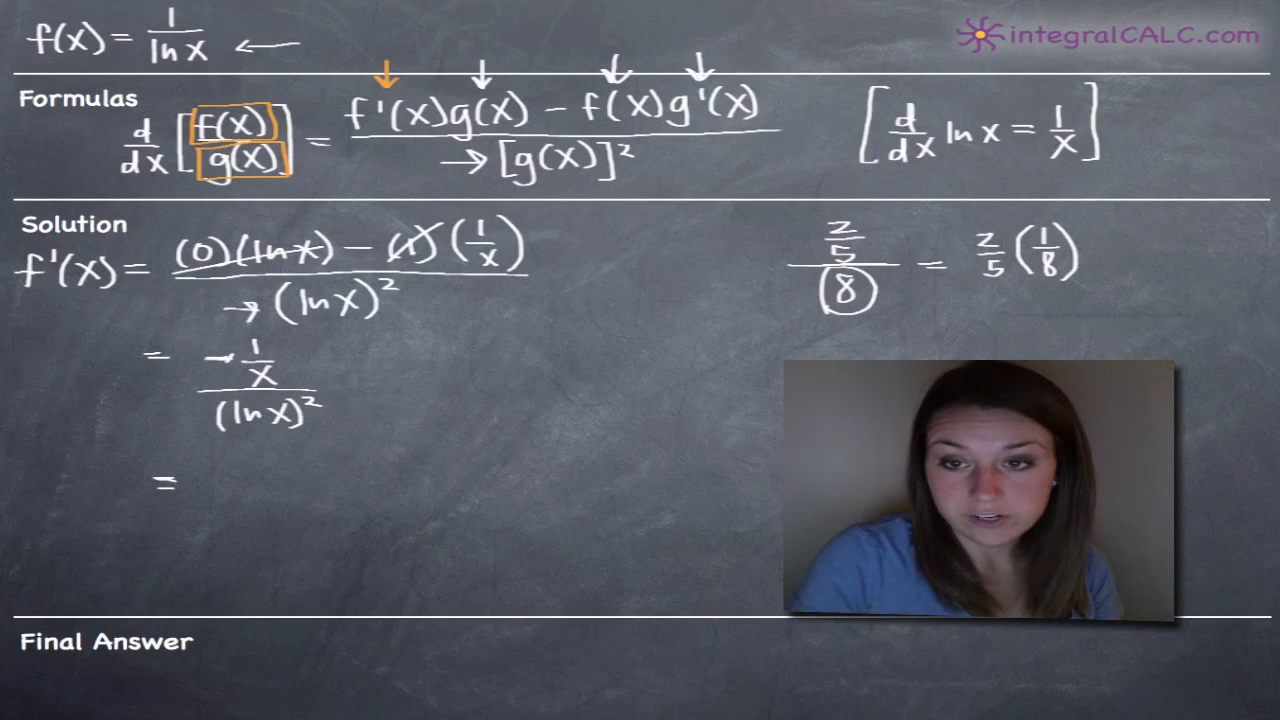 f(x) = 1/ln x ←
integralCALC.com
Formulas
d/dx [f(x)/g(x)] = f'(x)g(x) − f(x)g'(x) / → [g(x)]²
[d/dx ln x = 1/x]
Solution
f'(x) = (0)(ln x) − (1)(1/x) / → (ln x)²
2/5 / 8 = 2/5 (1/8)
= −1/x / (ln x)²
=
Final Answer